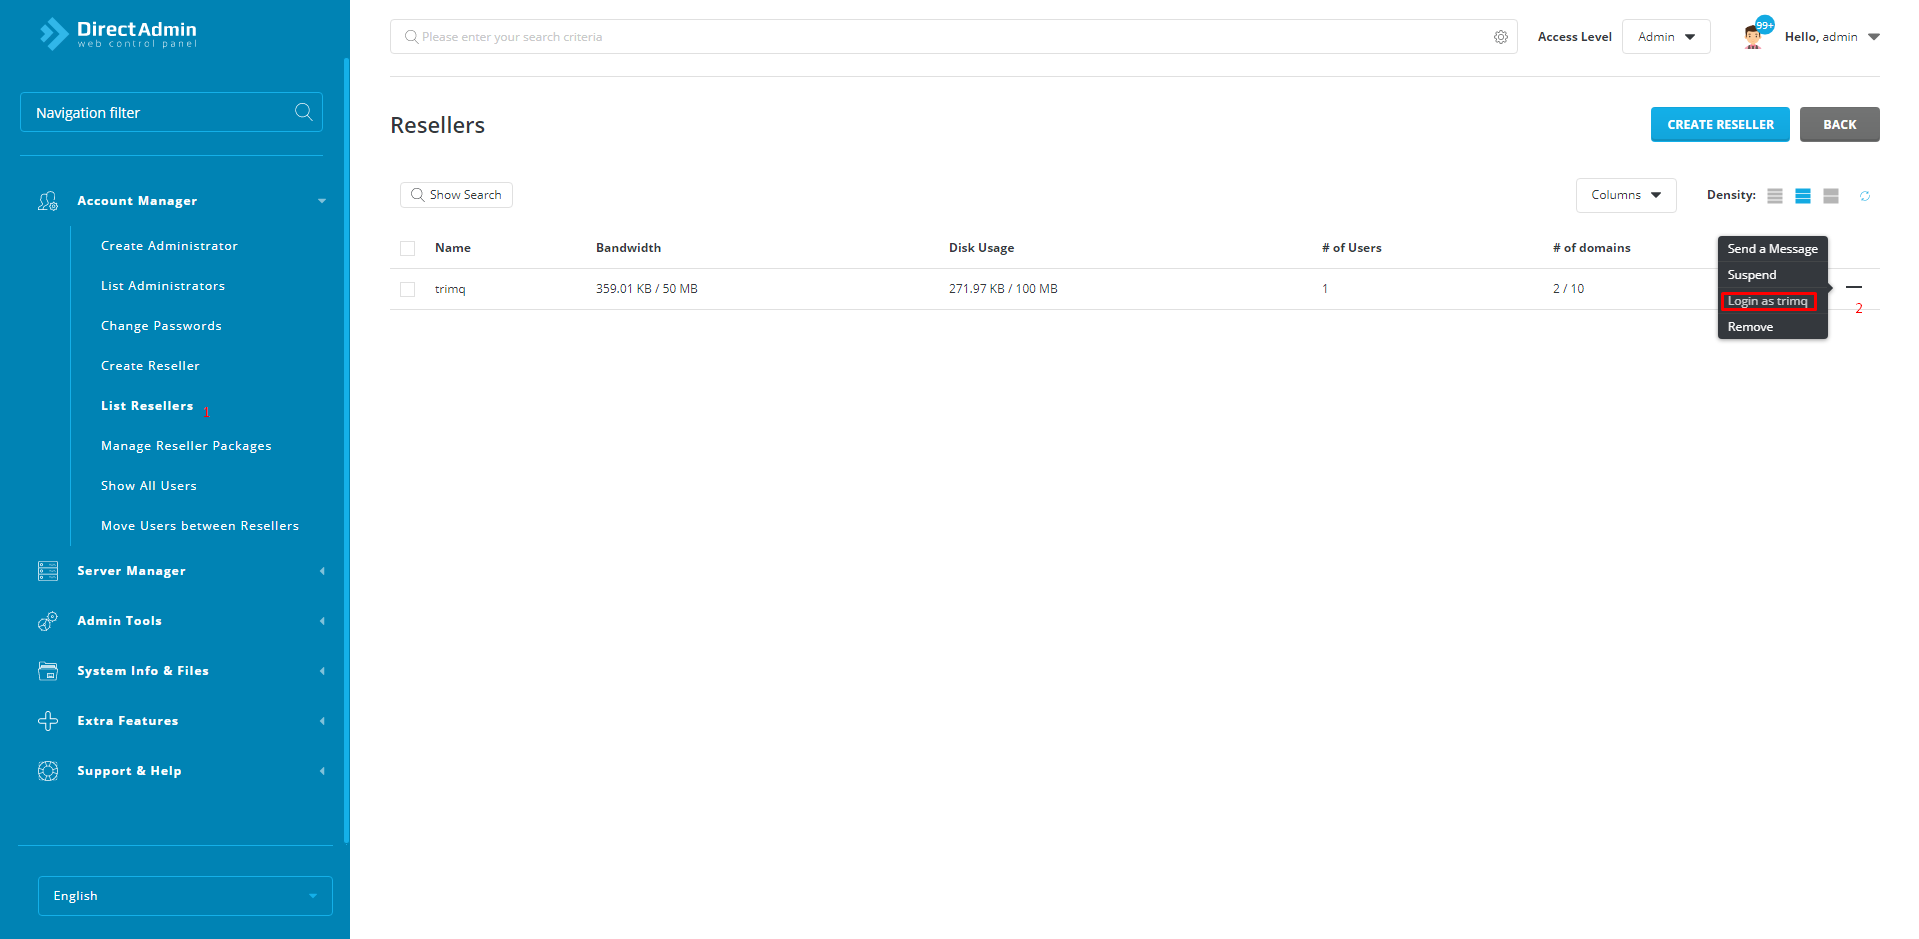 DirectAdmin
web control panel
Navigation filter
Account Manager
Create Administrator
List Administrators
Change Passwords
Create Reseller
List Resellers
1
Manage Reseller Packages
Show All Users
Move Users between Resellers
Server Manager
Admin Tools
System Info & Files
Extra Features
Support & Help
English
Please enter your search criteria
Access Level
Admin
99+
Hello, admin
Resellers
CREATE RESELLER
BACK
Show Search
Columns
Density:
Name Bandwidth Disk Usage # of Users # of domains
trimq 359.01 KB / 50 MB 271.97 KB / 100 MB 1 2 / 10
Send a Message
Suspend
Login as trimq
Remove
2